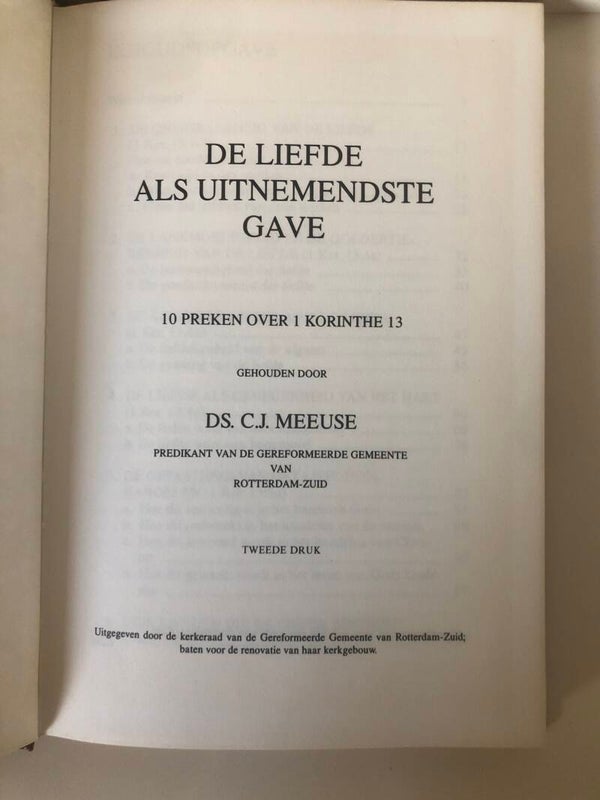 DE LIEFDE
ALS UITNEMENDSTE
GAVE
10 PREKEN OVER 1 KORINTHE 13
GEHOUDEN DOOR
DS. C.J. MEEUSE
PREDIKANT VAN DE GEREFORMEERDE GEMEENTE
VAN
ROTTERDAM-ZUID
TWEEDE DRUK
Uitgegeven door de kerkeraad van de Gereformeerde Gemeente van Rotterdam-Zuid;
baten voor de renovatie van haar kerkgebouw.